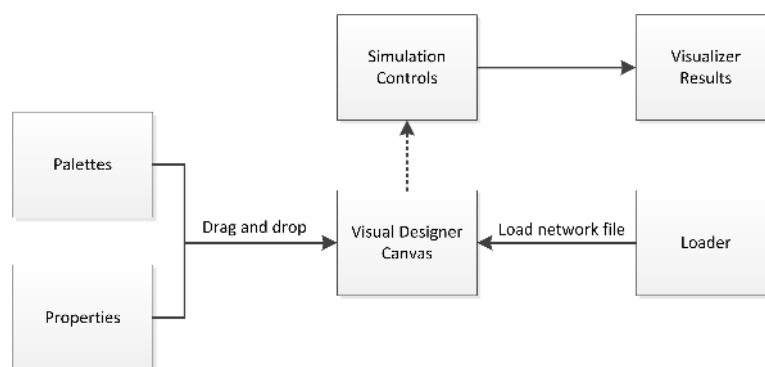 Simulation
Controls
Visualizer
Results
Palettes
Drag and drop
Visual Designer
Canvas
Load network file
Loader
Properties